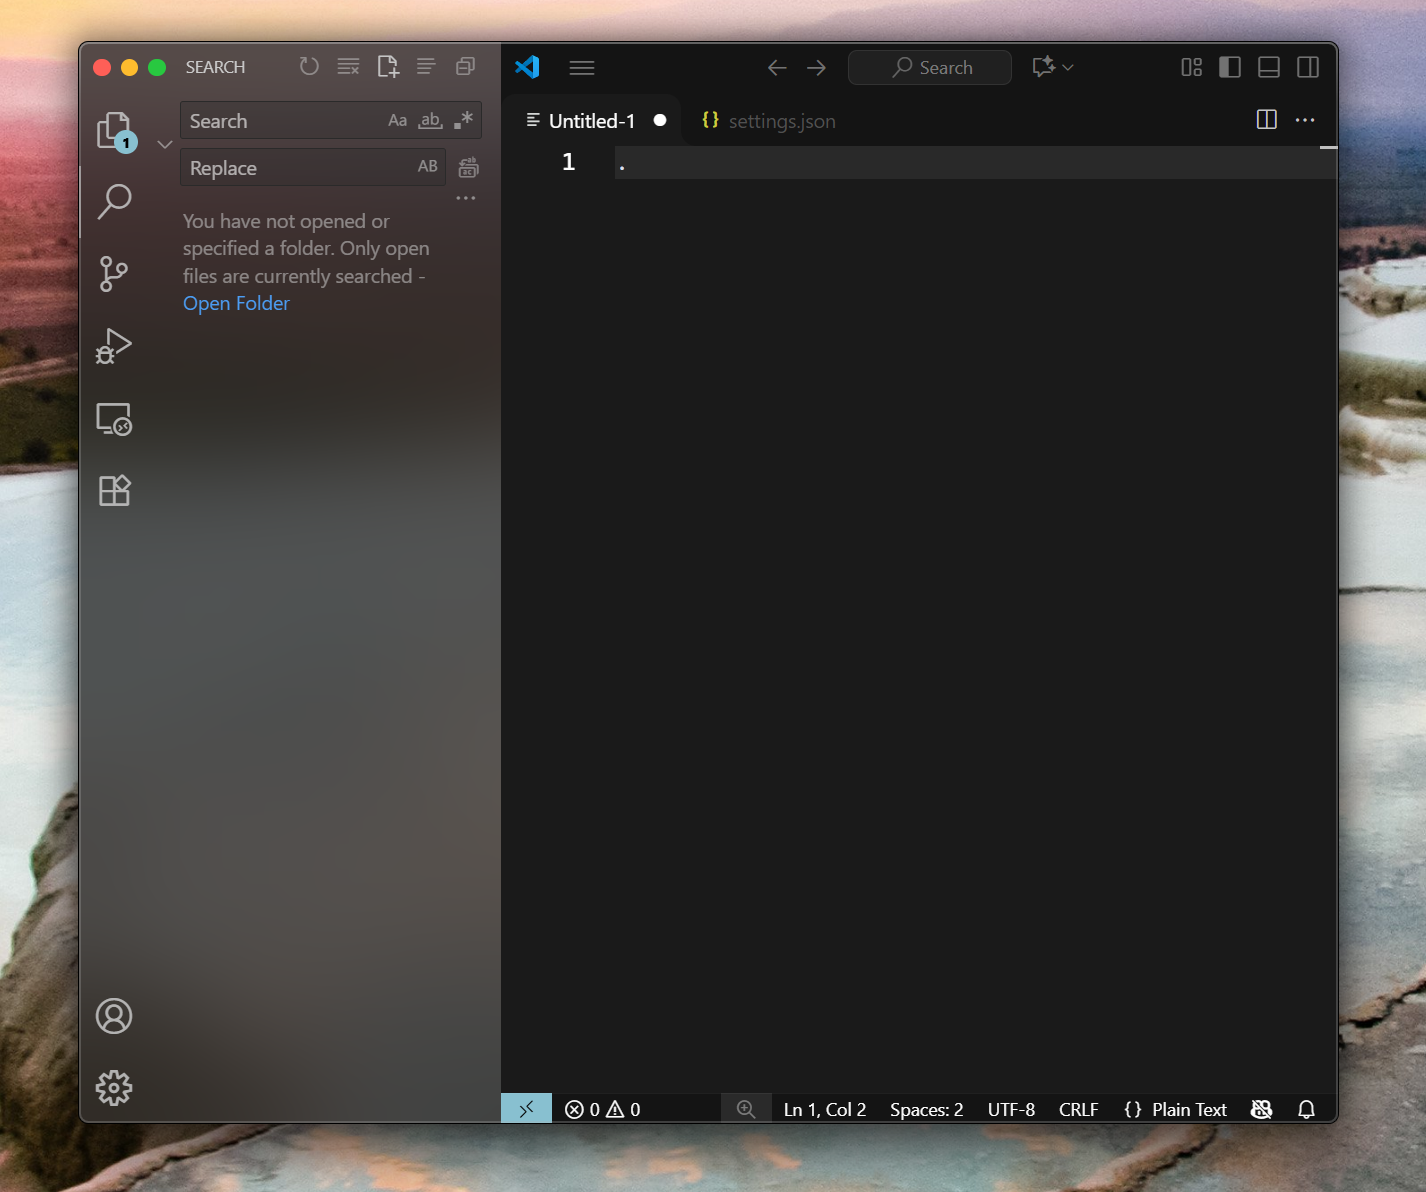 SEARCH
Search
Untitled-1
settings.json
1
Search
Aa
ab
1
.
Replace
AB
You have not opened or
specified a folder. Only open
files are currently searched -
Open Folder
0
0
Ln 1, Col 2
Spaces: 2
UTF-8
CRLF
{} Plain Text